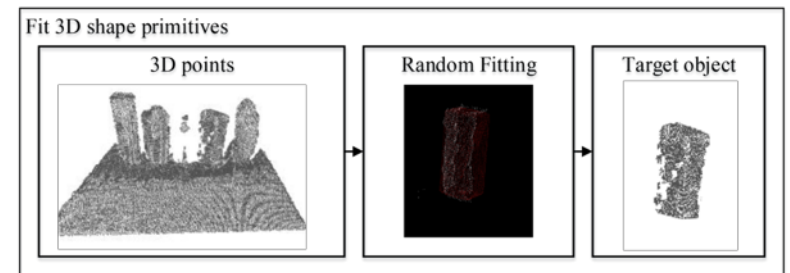 Fit 3D shape primitives
3D points
Random Fitting
Target object